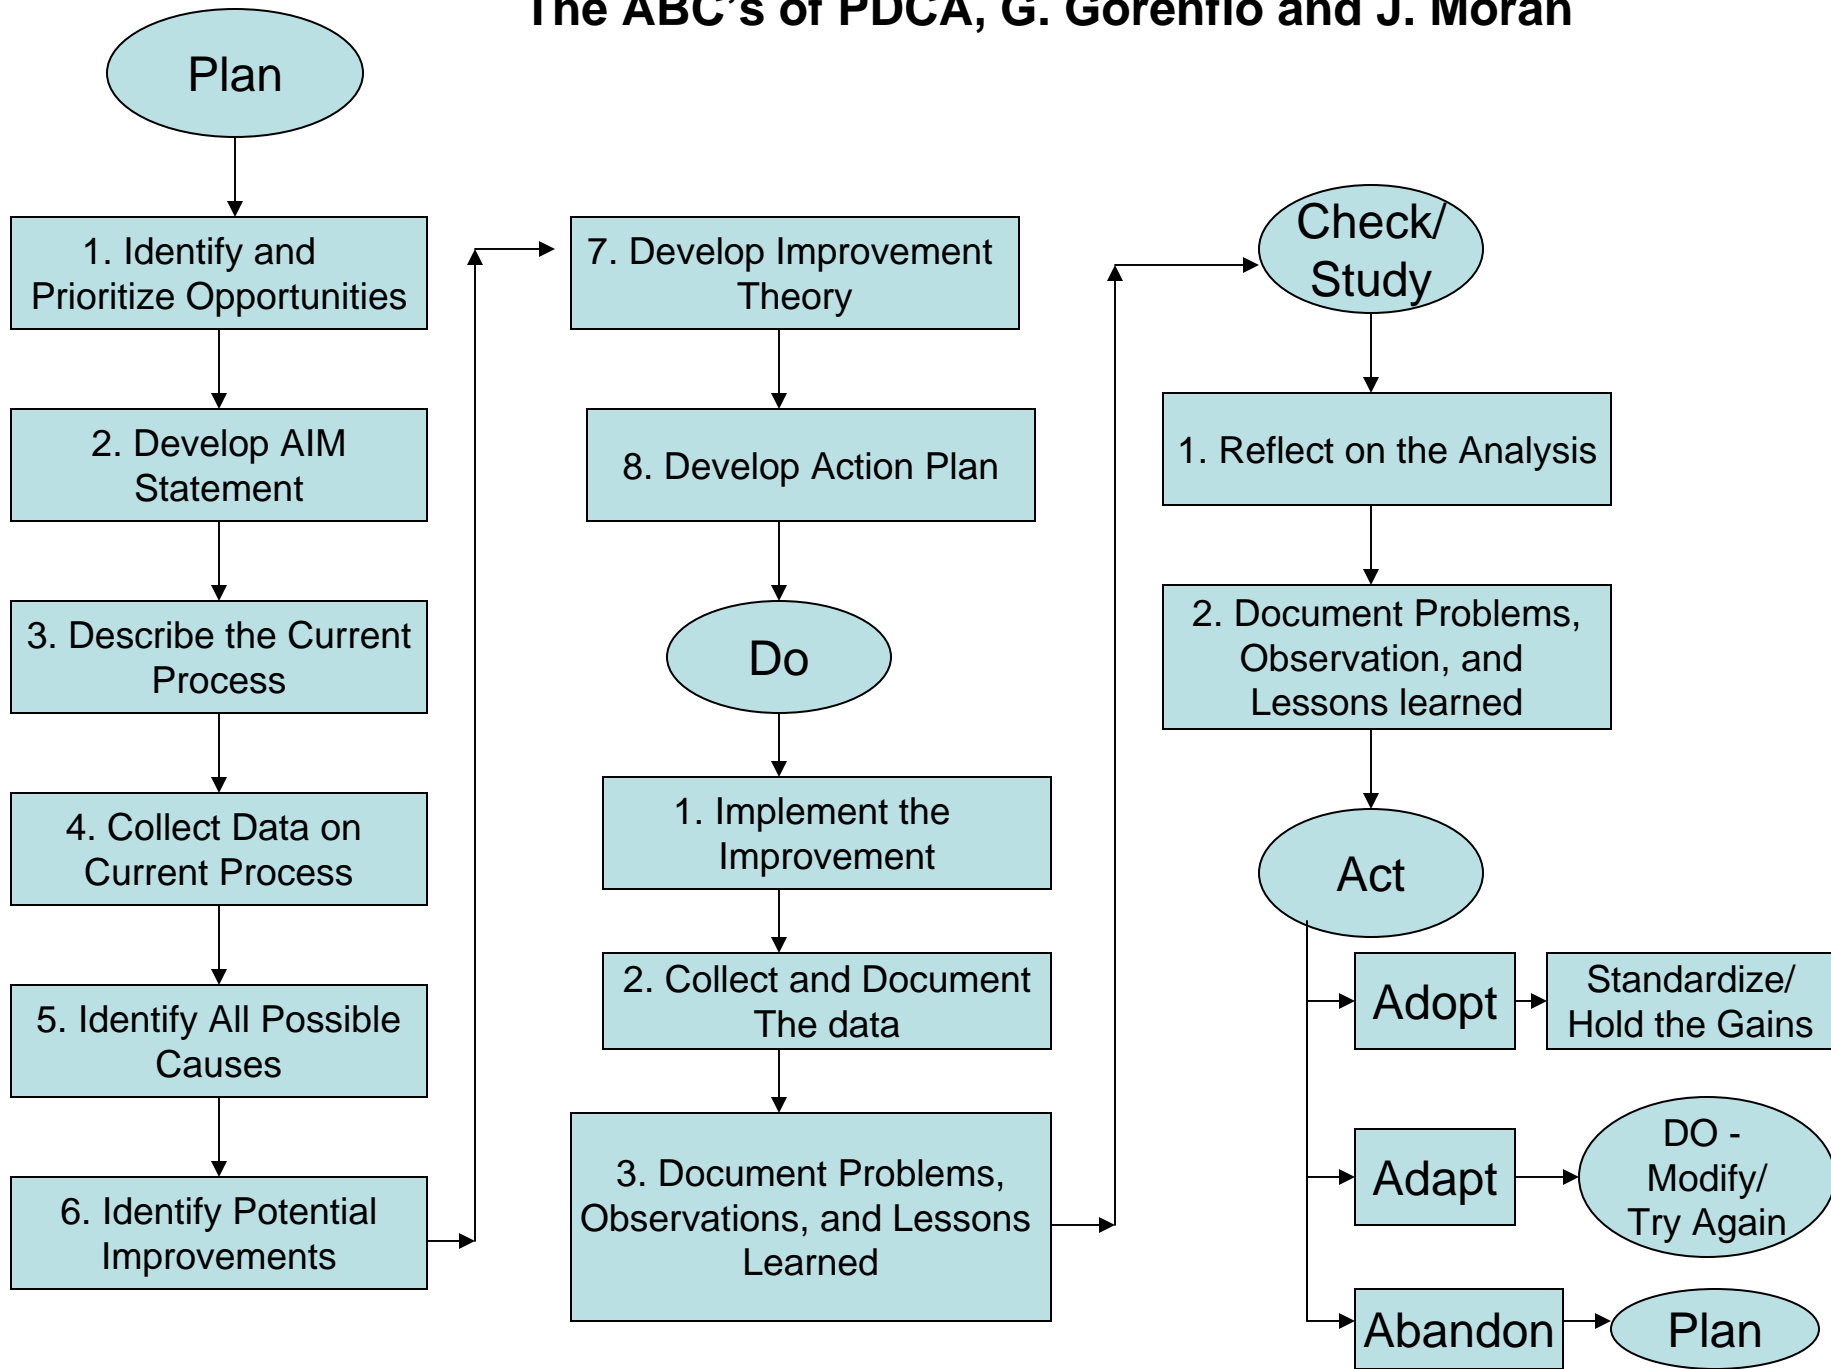 The ABC's of PDCA, G. Gorenflo and J. Moran
Plan
1. Identify and
Prioritize Opportunities
2. Develop AIM
Statement
3. Describe the Current
Process
4. Collect Data on
Current Process
5. Identify All Possible
Causes
6. Identify Potential
Improvements
7. Develop Improvement
Theory
8. Develop Action Plan
Do
1. Implement the
Improvement
2. Collect and Document
The data
3. Document Problems,
Observations, and Lessons
Learned
Check/
Study
1. Reflect on the Analysis
2. Document Problems,
Observation, and
Lessons learned
Act
Adopt
Standardize/
Hold the Gains
Adapt
DO -
Modify/
Try Again
Abandon
Plan